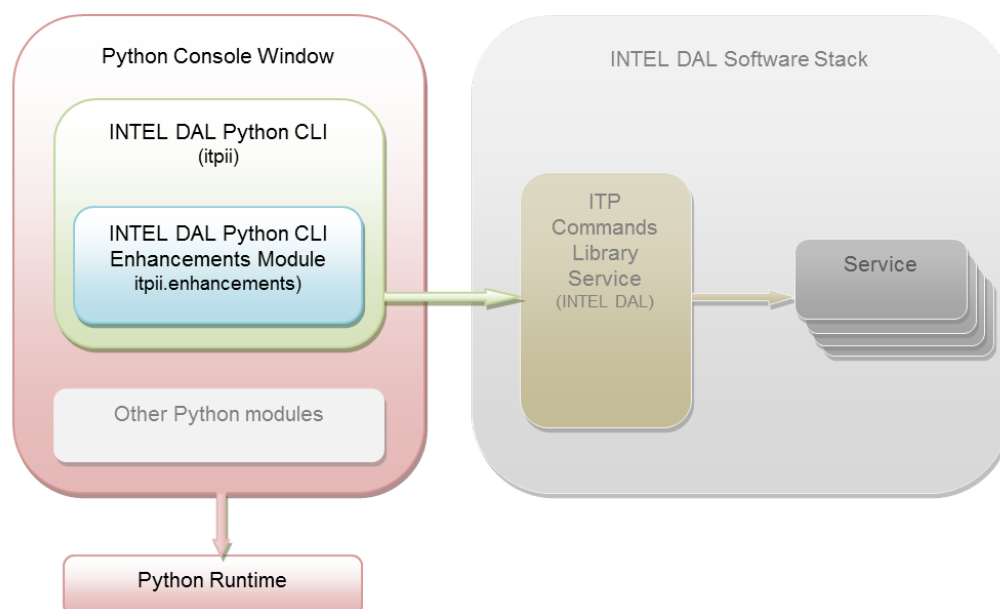 Python Console Window
INTEL DAL Python CLI
(itpii)
INTEL DAL Python CLI
Enhancements Module
itpii.enhancements)
Other Python modules
Python Runtime
INTEL DAL Software Stack
ITP
Commands
Library
Service
(INTEL DAL)
Service